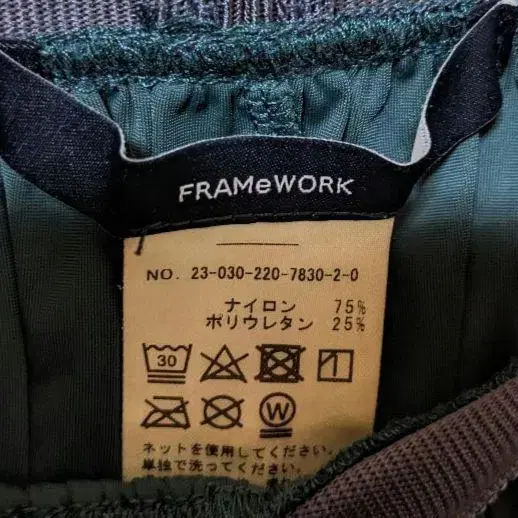 FRAMeWORK
NO. 23-030-220-7830-2-0
ナイロン 75%
ポリウレタン 25%
30
W
ネットを使用してください。
単独で洗ってください。